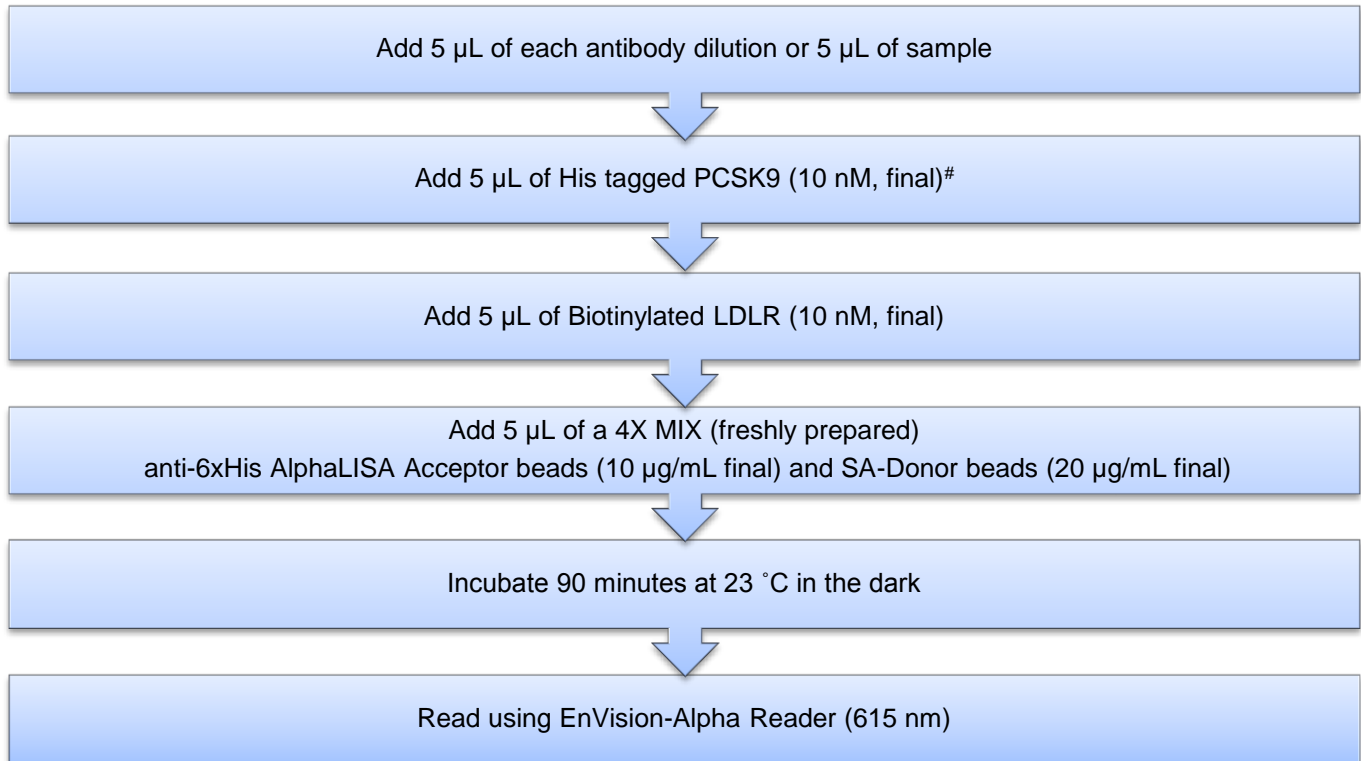 Add 5 µL of each antibody dilution or 5 µL of sample
Add 5 µL of His tagged PCSK9 (10 nM, final)#
Add 5 µL of Biotinylated LDLR (10 nM, final)
Add 5 µL of a 4X MIX (freshly prepared)
anti-6xHis AlphaLISA Acceptor beads (10 µg/mL final) and SA-Donor beads (20 µg/mL final)
Incubate 90 minutes at 23 ˚C in the dark
Read using EnVision-Alpha Reader (615 nm)